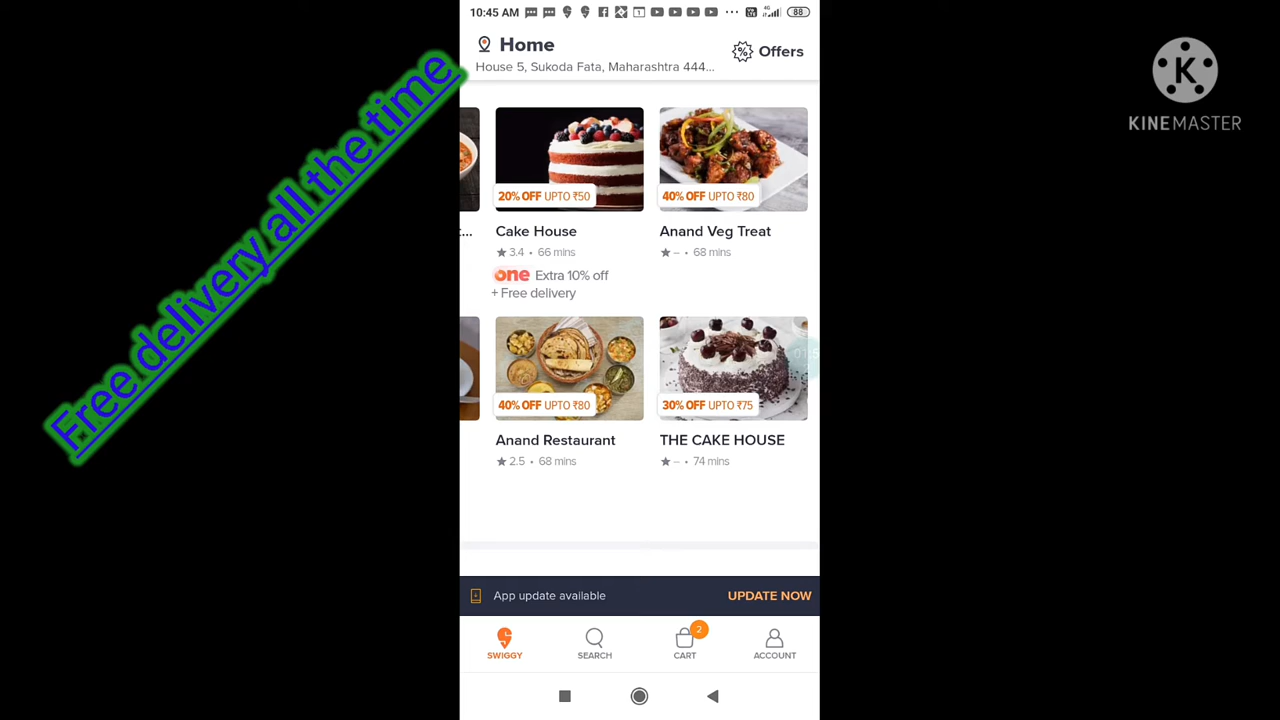 10:45 AM
88
Home
Offers
House 5, Sukoda Fata, Maharashtra 444...
Free delivery all the time
KINEMASTER
20% OFF UPTO ₹50
40% OFF UPTO ₹80
t...
Cake House
Anand Veg Treat
3.4 • 66 mins
-- • 68 mins
one Extra 10% off
+ Free delivery
40% OFF UPTO ₹80
30% OFF UPTO ₹75
Anand Restaurant
THE CAKE HOUSE
2.5 • 68 mins
-- • 74 mins
App update available
UPDATE NOW
2
SWIGGY
SEARCH
CART
ACCOUNT